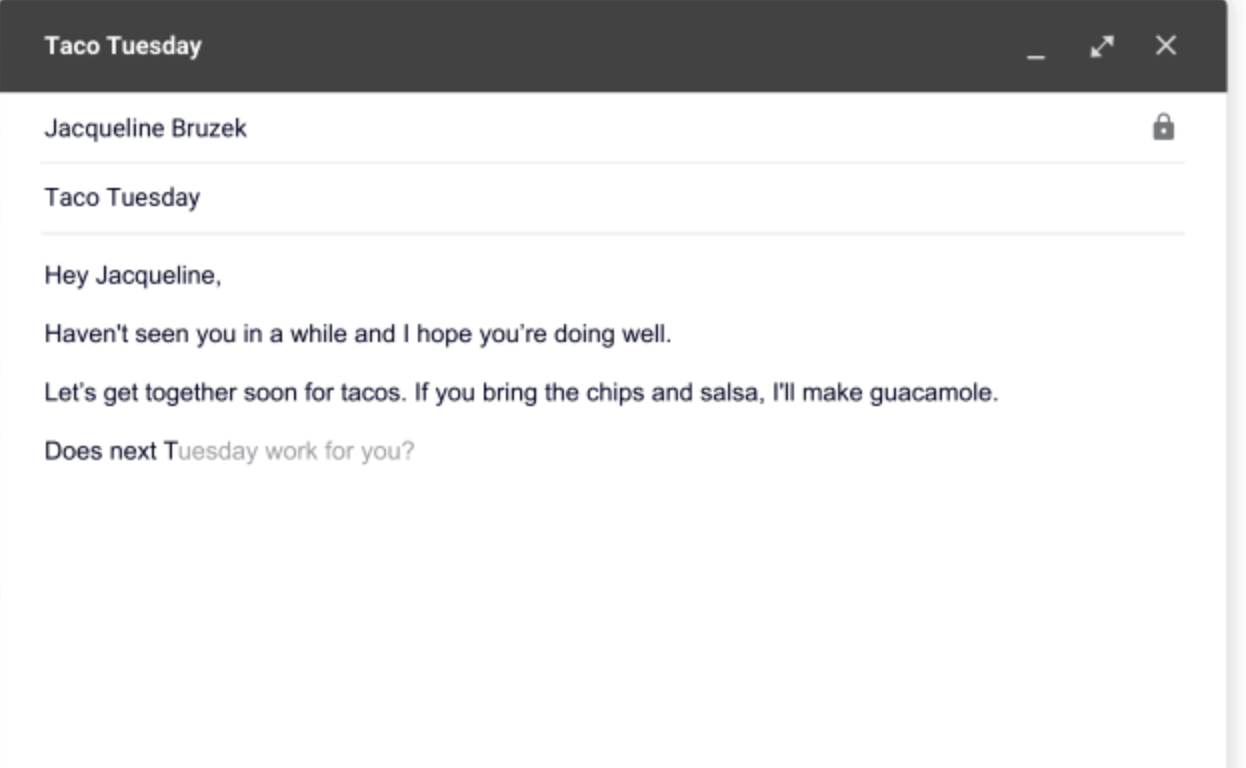 Taco Tuesday
Jacqueline Bruzek
Taco Tuesday
Hey Jacqueline,
Haven't seen you in a while and I hope you’re doing well.
Let’s get together soon for tacos. If you bring the chips and salsa, I'll make guacamole.
Does next Tuesday work for you?